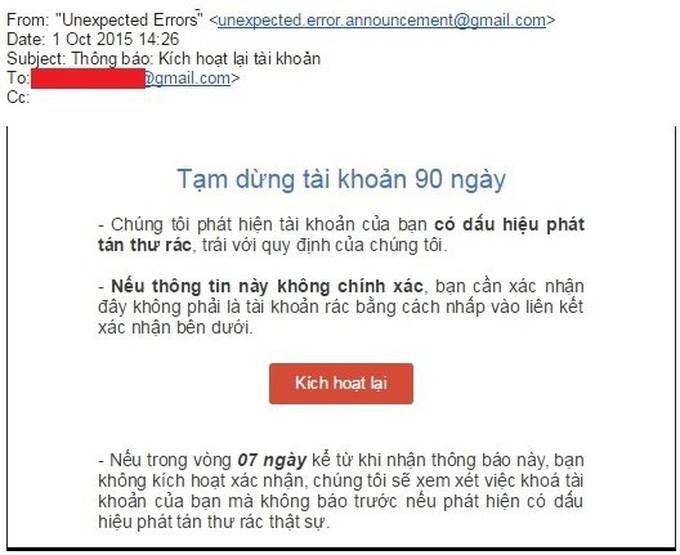 From: "Unexpected Errors" <unexpected.error.announcement@gmail.com>
Date: 1 Oct 2015 14:26
Subject: Thông báo: Kích hoạt lại tài khoản
To: @gmail.com>
Cc:
Tạm dừng tài khoản 90 ngày
- Chúng tôi phát hiện tài khoản của bạn có dấu hiệu phát
tán thư rác, trái với quy định của chúng tôi.
- Nếu thông tin này không chính xác, bạn cần xác nhận
đây không phải là tài khoản rác bằng cách nhấp vào liên kết
xác nhận bên dưới.
Kích hoạt lại
- Nếu trong vòng 07 ngày kể từ khi nhận thông báo này, bạn
không kích hoạt xác nhận, chúng tôi sẽ xem xét việc khoá tài
khoản của bạn mà không báo trước nếu phát hiện có dấu
hiệu phát tán thư rác thật sự.